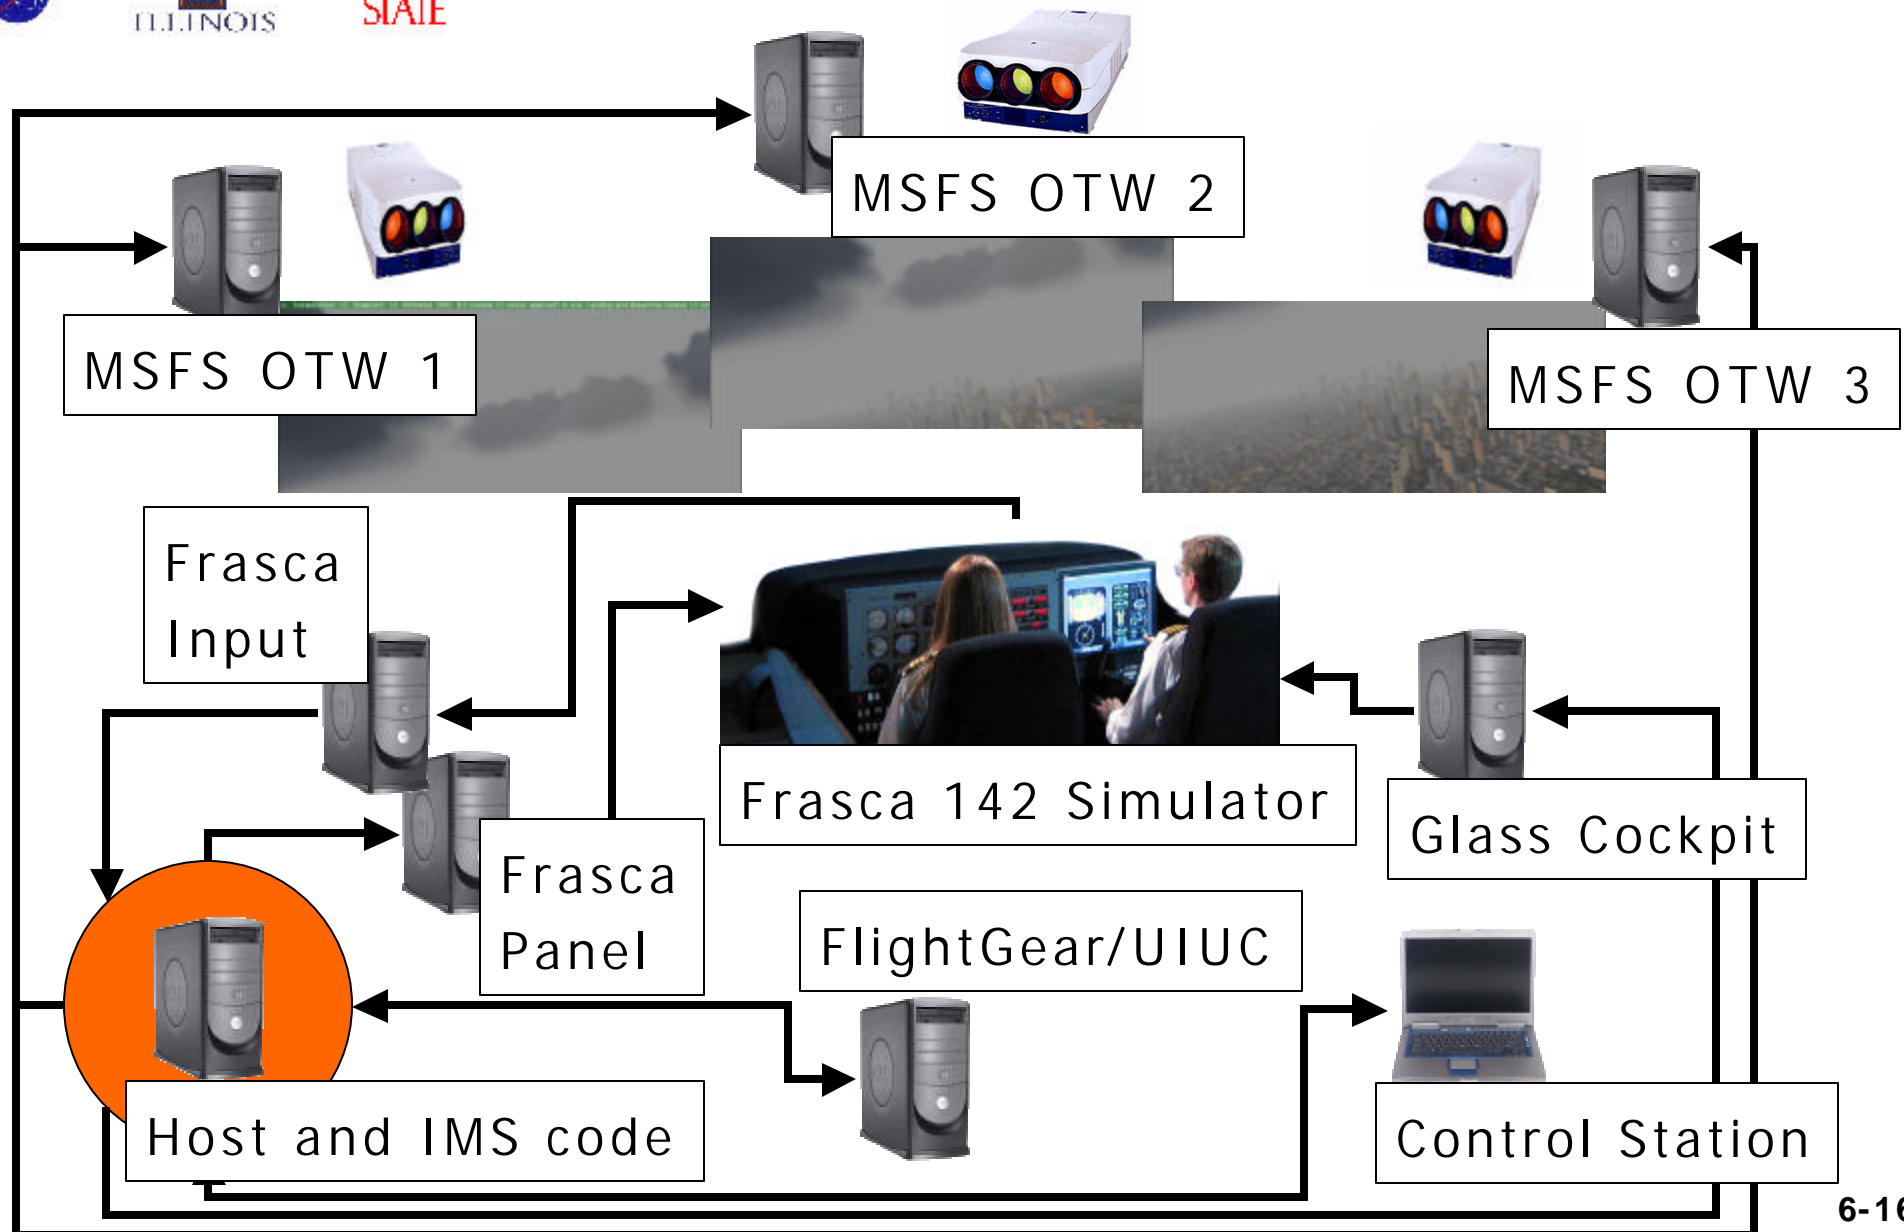 ILLINOIS
STATE
MSFS OTW 2
MSFS OTW 1
MSFS OTW 3
Frasca
Input
Frasca 142 Simulator
Glass Cockpit
Frasca
Panel
FlightGear/UIUC
Host and IMS code
Control Station